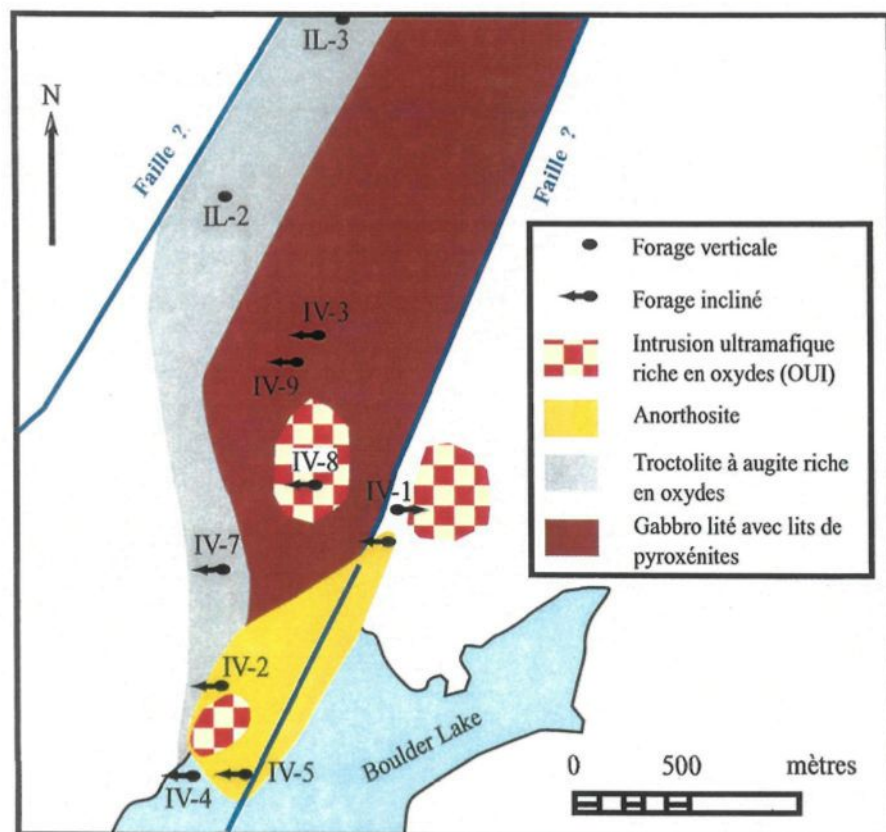 IL-3
N
Faille ?
Faille ?
IL-2
Forage verticale
Forage incliné
IV-3
Intrusion ultramafique
riche en oxydes (OUI)
IV-9
Anorthosite
IV-8
Troctolite à augite riche
en oxydes
IV-1
Gabbro lité avec lits de
pyroxénites
IV-7
IV-2
Boulder Lake
IV-5
IV-4
0 500 mètres